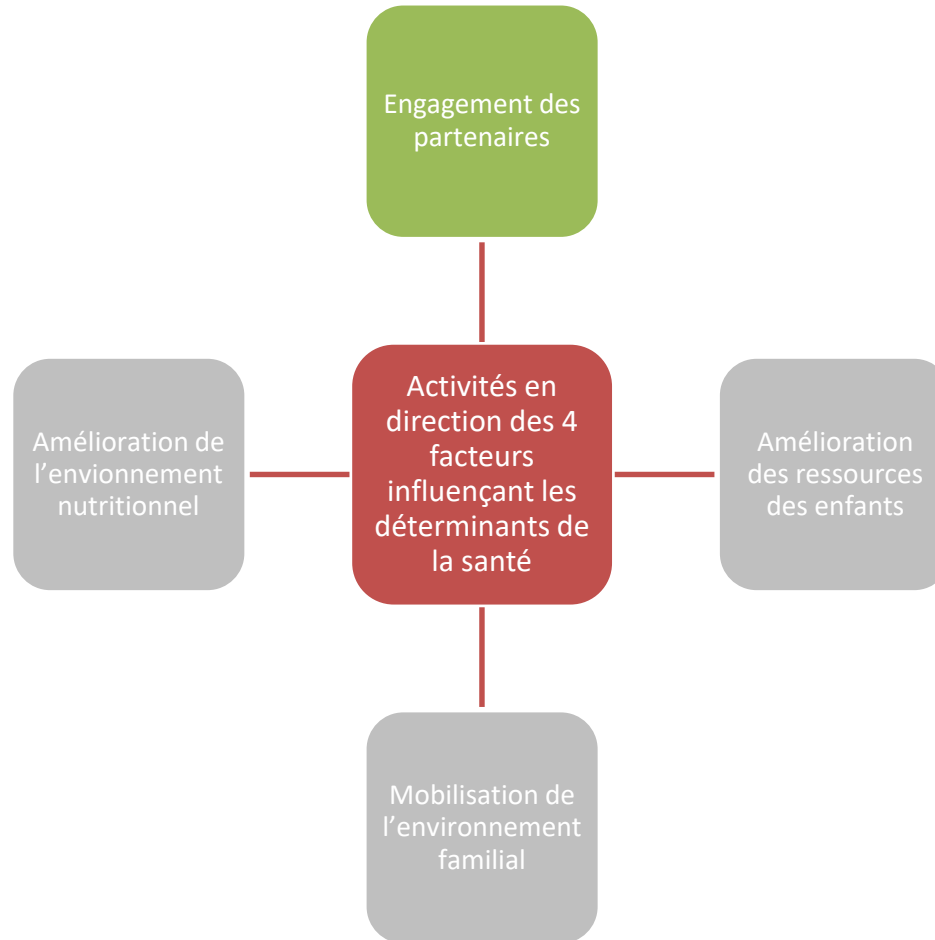 Engagement des
partenaires
Amélioration de
l’envionnement
nutritionnel
Activités en
direction des 4
facteurs
influençant les
déterminants de
la santé
Amélioration
des ressources
des enfants
Mobilisation de
l’environnement
familial